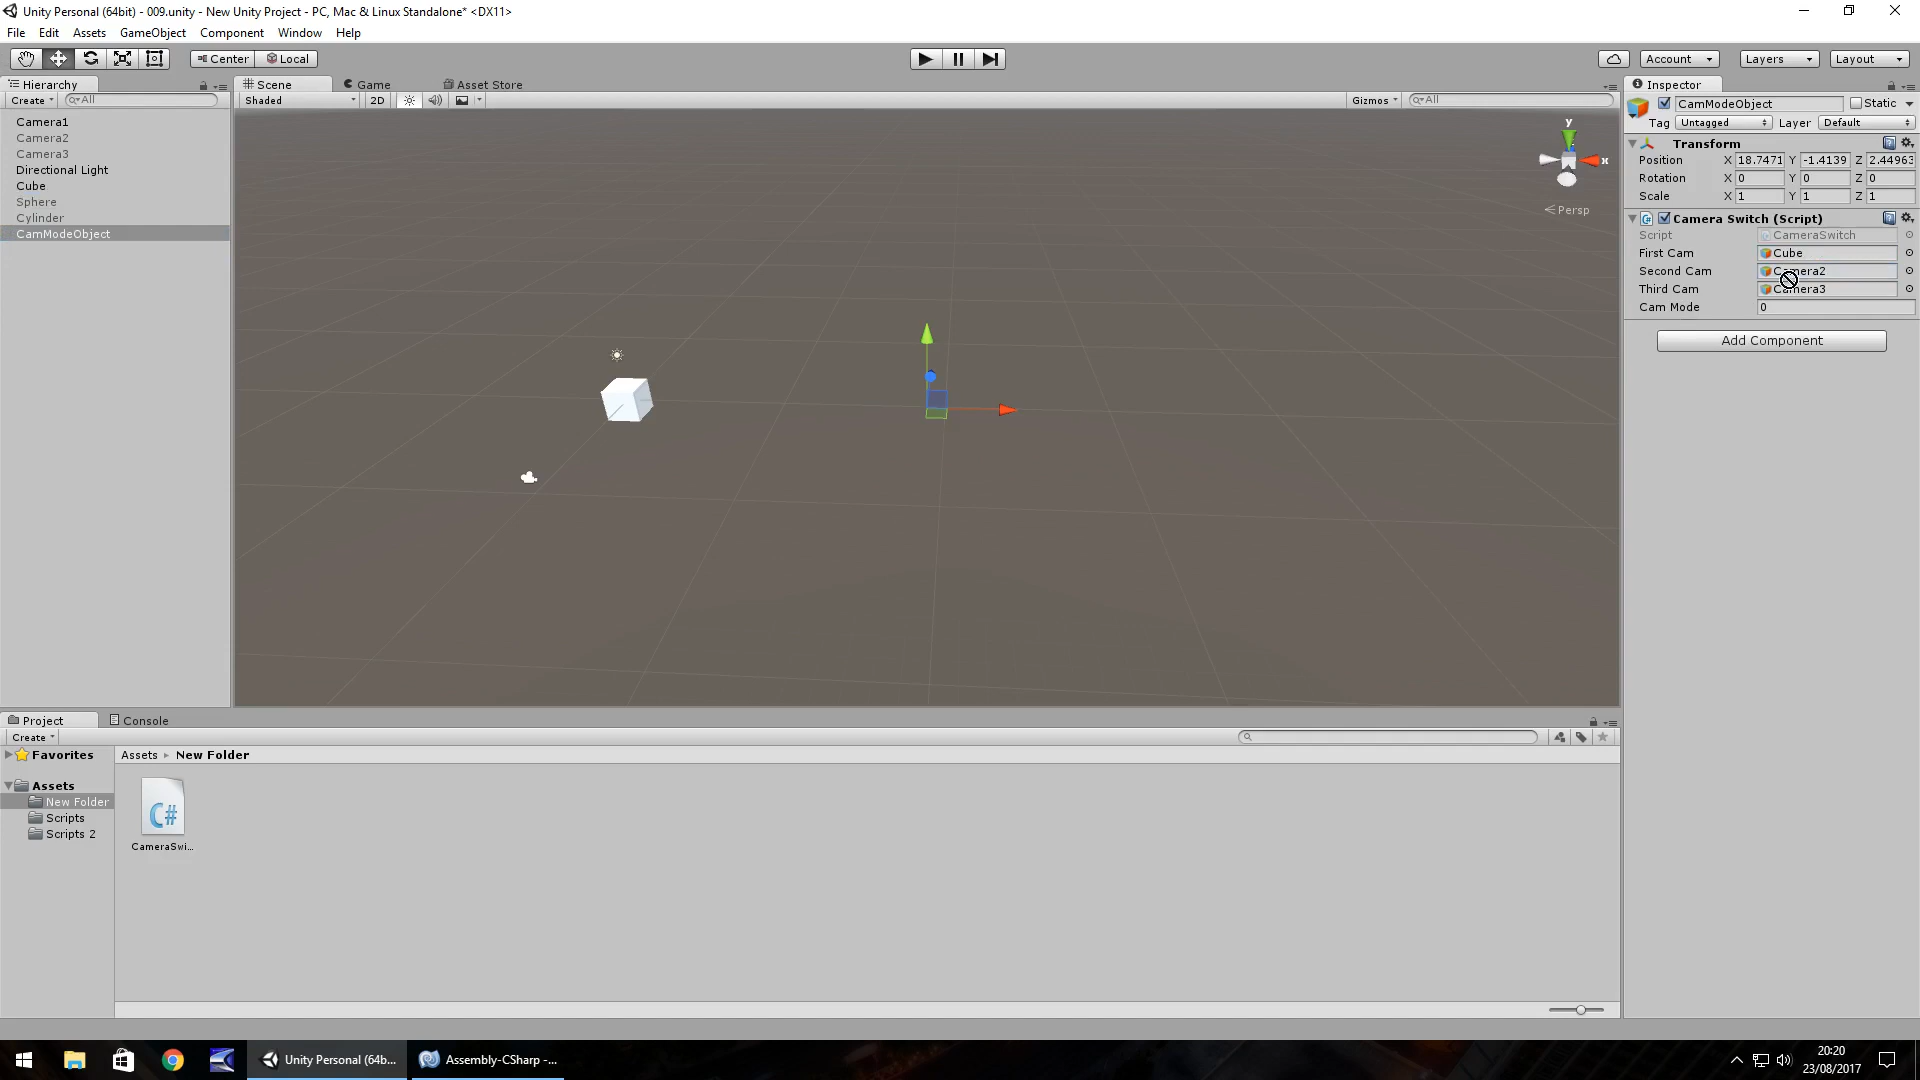 Unity Personal (64bit) - 009.unity - New Unity Project - PC, Mac & Linux Standalone* <DX11>
File Edit Assets GameObject Component Window Help
Center Local Account Layers Layout
Hierarchy Scene Game Asset Store Inspector
Create All Shaded 2D Gizmos All CamModeObject Static
Tag Untagged Layer Default
Camera1
Camera2
Camera3
Directional Light
Cube
Sphere
Cylinder
CamModeObject
y
x
Persp
Transform
Position X 18.7471 Y -1.4139 Z 2.44963
Rotation X 0 Y 0 Z 0
Scale X 1 Y 1 Z 1
Camera Switch (Script)
Script CameraSwitch
First Cam Cube
Second Cam Camera2
Third Cam Camera3
Cam Mode 0
Add Component
Project Console
Create
Favorites
Assets
New Folder
Scripts
Scripts 2
Assets New Folder
C#
CameraSwi...
Unity Personal (64b... Assembly-CSharp -...
20:20
23/08/2017